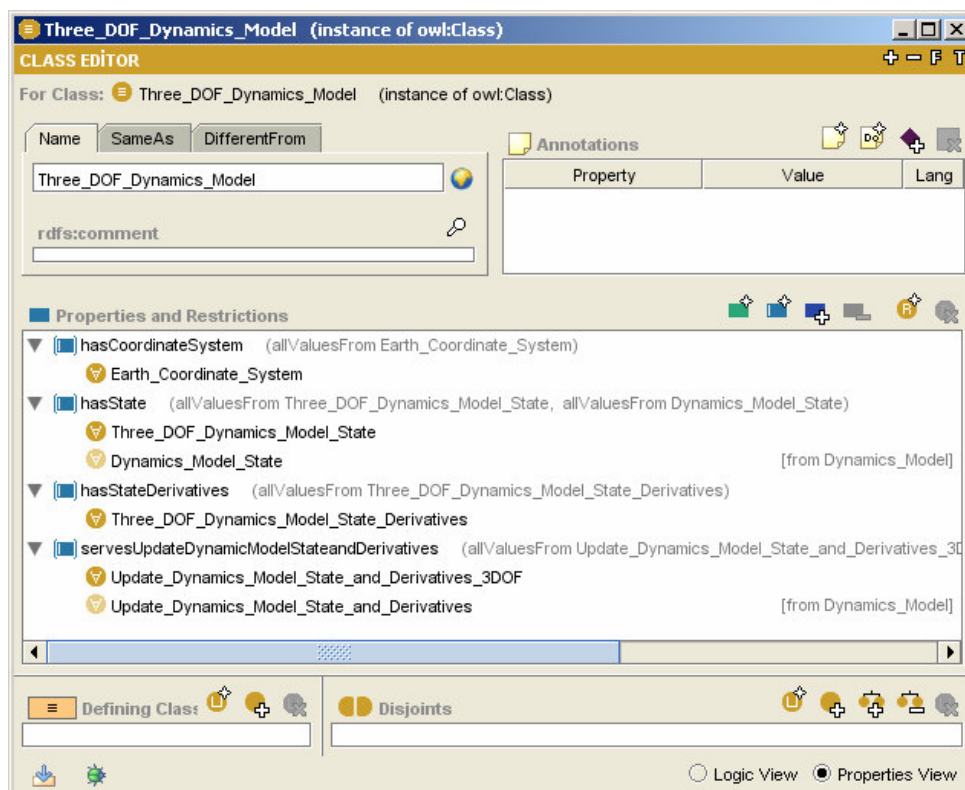 Three_DOF_Dynamics_Model (instance of owl:Class)
CLASS EDİTOR
F T
For Class: Three_DOF_Dynamics_Model (instance of owl:Class)
Name SameAs DifferentFrom
Annotations
Three_DOF_Dynamics_Model
Property Value Lang
rdfs:comment
Properties and Restrictions
hasCoordinateSystem (allValuesFrom Earth_Coordinate_System)
Earth_Coordinate_System
hasState (allValuesFrom Three_DOF_Dynamics_Model_State, allValuesFrom Dynamics_Model_State)
Three_DOF_Dynamics_Model_State
Dynamics_Model_State [from Dynamics_Model]
hasStateDerivatives (allValuesFrom Three_DOF_Dynamics_Model_State_Derivatives)
Three_DOF_Dynamics_Model_State_Derivatives
servesUpdateDynamicModelStateandDerivatives (allValuesFrom Update_Dynamics_Model_State_and_Derivatives_3D
Update_Dynamics_Model_State_and_Derivatives_3DOF
Update_Dynamics_Model_State_and_Derivatives [from Dynamics_Model]
Defining Class Disjoints
Logic View Properties View